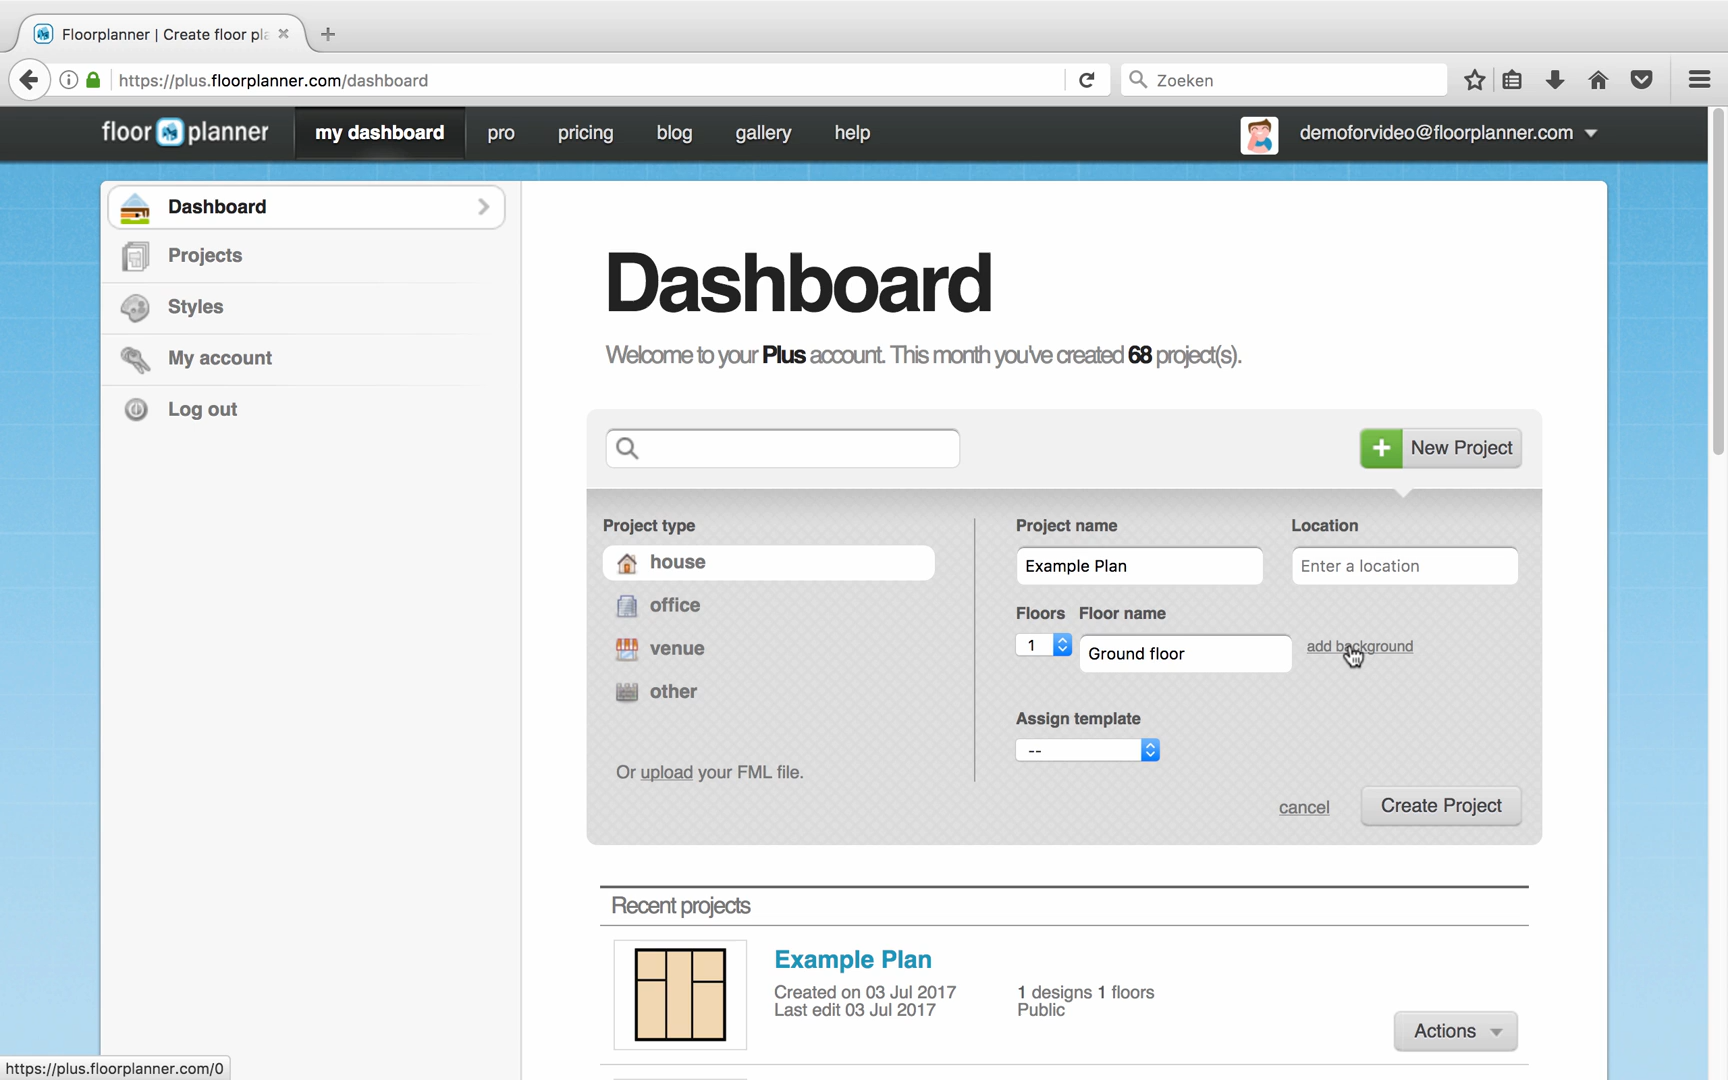 Floorplanner | Create floor pla
https://plus.floorplanner.com/dashboard
Zoeken
floor planner
my dashboard
pro
pricing
blog
gallery
help
demoforvideo@floorplanner.com
Dashboard
Projects
Styles
My account
Log out
Dashboard
Welcome to your Plus account. This month you've created 68 project(s).
New Project
Project type
house
office
venue
other
Or upload your FML file.
Project name
Location
Example Plan
Enter a location
Floors
Floor name
1
Ground floor
add background
Assign template
--
cancel
Create Project
Recent projects
Example Plan
Created on 03 Jul 2017
Last edit 03 Jul 2017
1 designs 1 floors
Public
Actions
https://plus.floorplanner.com/0